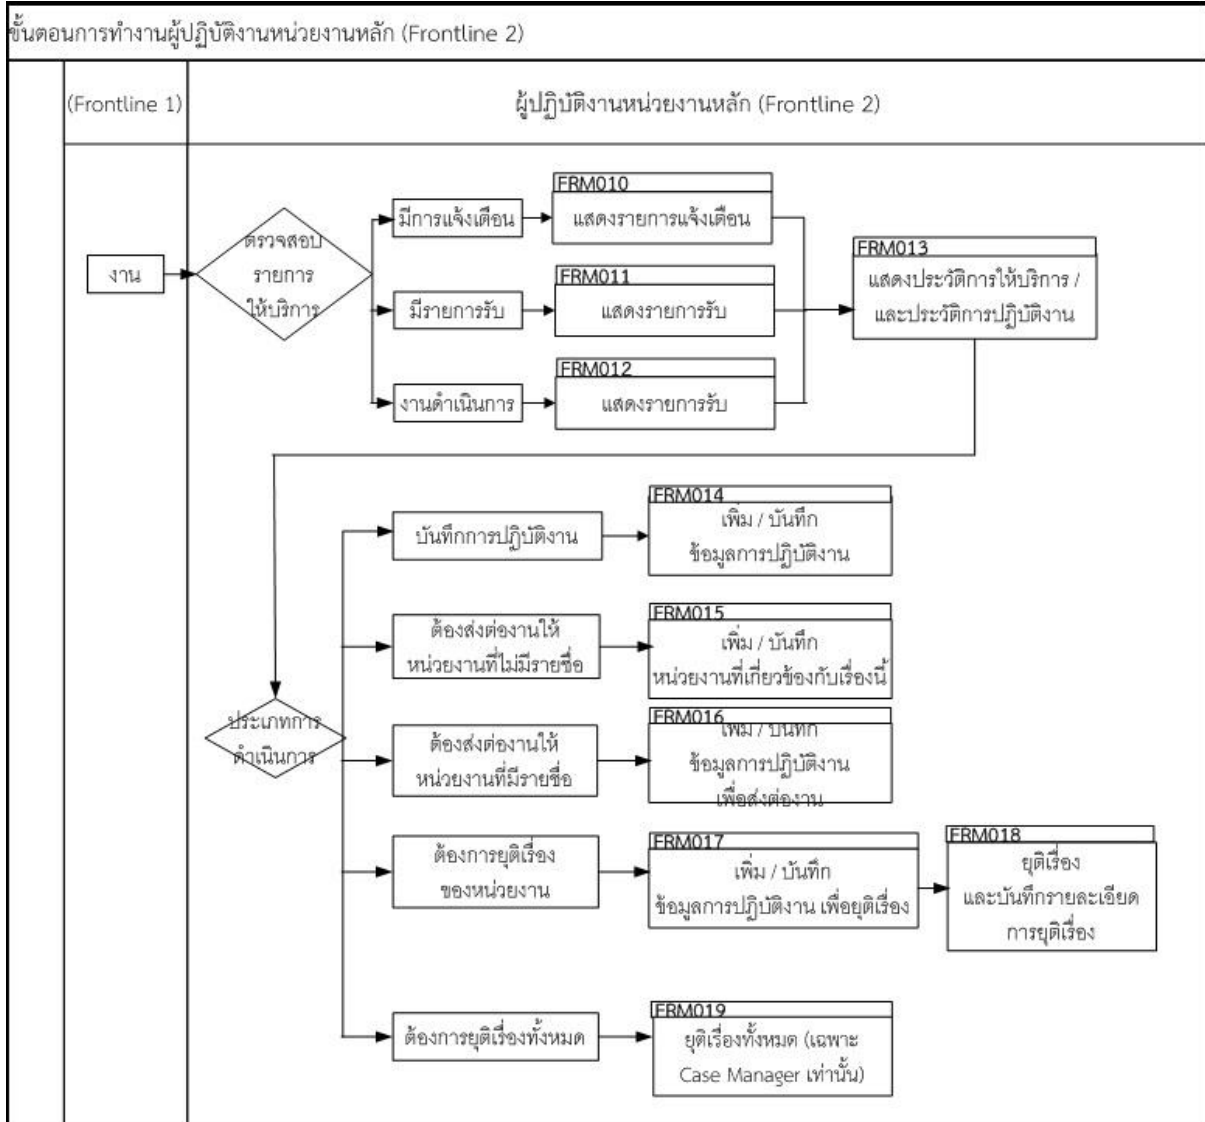 ขั้นตอนการทำงานผู้ปฏิบัติงานหน่วยงานหลัก (Frontline 2)
(Frontline 1)
ผู้ปฏิบัติงานหน่วยงานหลัก (Frontline 2)
งาน
ตรวจสอบ
รายการ
ให้บริการ
มีการแจ้งเตือน
FRM010
แสดงรายการแจ้งเตือน
มีรายการรับ
FRM011
แสดงรายการรับ
งานดำเนินการ
FRM012
แสดงรายการรับ
FRM013
แสดงประวัติการให้บริการ /
และประวัติการปฏิบัติงาน
ประเภทการ
ดำเนินการ
บันทึกการปฏิบัติงาน
FRM014
เพิ่ม / บันทึก
ข้อมูลการปฏิบัติงาน
ต้องส่งต่องานให้
หน่วยงานที่ไม่มีรายชื่อ
FRM015
เพิ่ม / บันทึก
หน่วยงานที่เกี่ยวข้องกับเรื่องนี้
ต้องส่งต่องานให้
หน่วยงานที่มีรายชื่อ
FRM016
เพิ่ม / บันทึก
ข้อมูลการปฏิบัติงาน
เพื่อส่งต่องาน
ต้องการยุติเรื่อง
ของหน่วยงาน
FRM017
เพิ่ม / บันทึก
ข้อมูลการปฏิบัติงาน เพื่อยุติเรื่อง
FRM018
ยุติเรื่อง
และบันทึกรายละเอียด
การยุติเรื่อง
ต้องการยุติเรื่องทั้งหมด
FRM019
ยุติเรื่องทั้งหมด (เฉพาะ
Case Manager เท่านั้น)